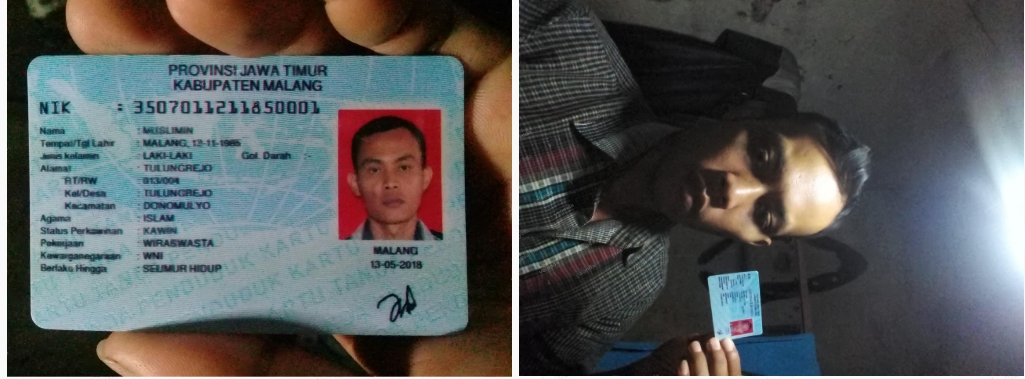 PROVINSI JAWA TIMUR
KABUPATEN MALANG
NIK : 3507011211850001
Nama : MUSLIMIN
Tempat/Tgl Lahir : MALANG, 12-11-1985
Jenis kelamin : LAKI-LAKI Gol. Darah : -
Alamat : TULUNGREJO
RT/RW : 013/004
Kel/Desa : TULUNGREJO
Kecamatan : DONOMULYO
Agama : ISLAM
Status Perkawinan : KAWIN
Pekerjaan : WIRASWASTA
Kewarganegaraan : WNI
Berlaku Hingga : SEUMUR HIDUP
MALANG
13-05-2018